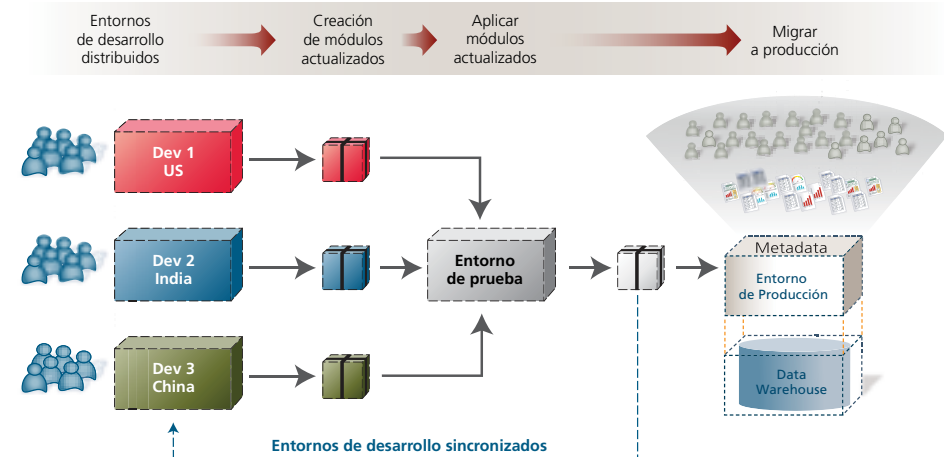 Entornos
de desarrollo
distribuidos
Creación
de módulos
actualizados
Aplicar
módulos
actualizados
Migrar
a producción
Dev 1
US
Dev 2
India
Dev 3
China
Entorno
de prueba
Metadata
Entorno
de Producción
Data
Warehouse
Entornos de desarrollo sincronizados